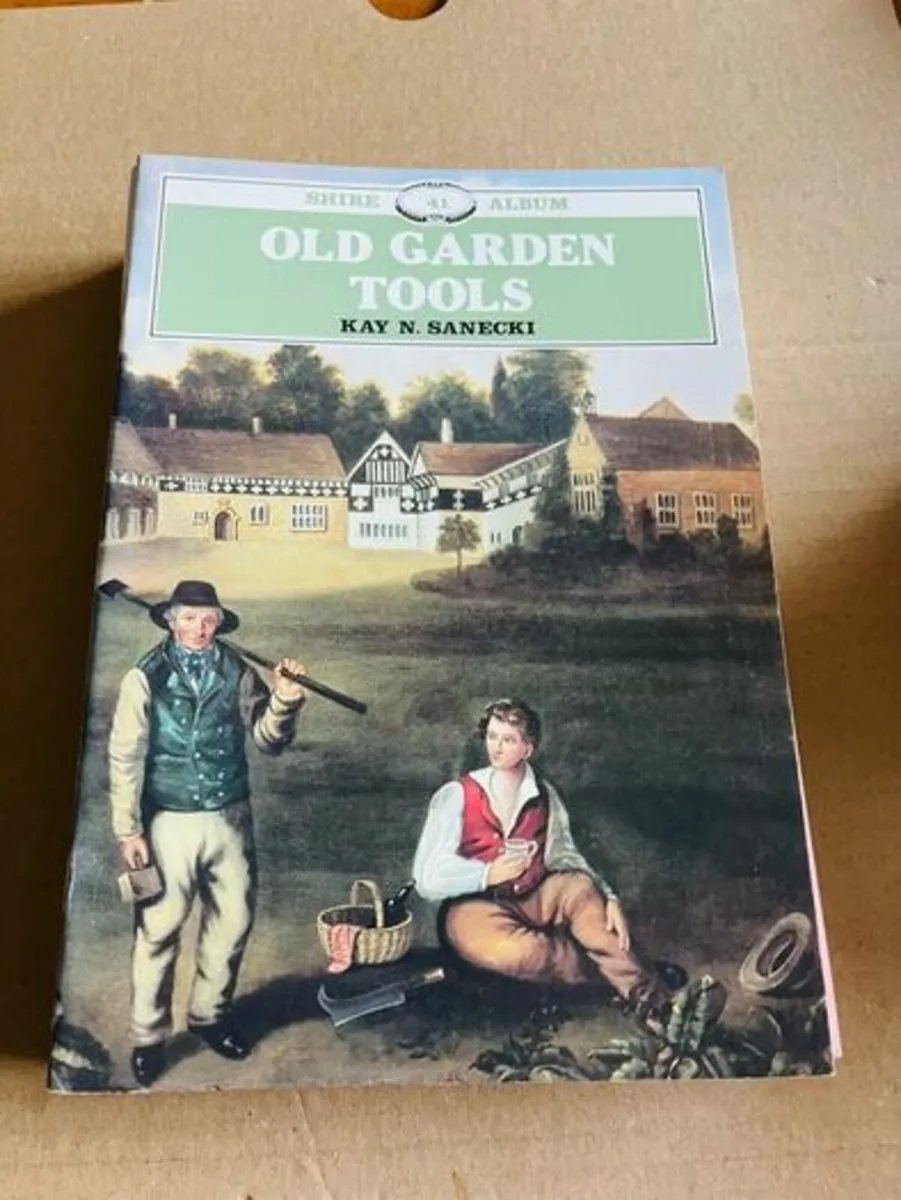 SHIRE 41 ALBUM
OLD GARDEN
TOOLS
KAY N. SANECKI